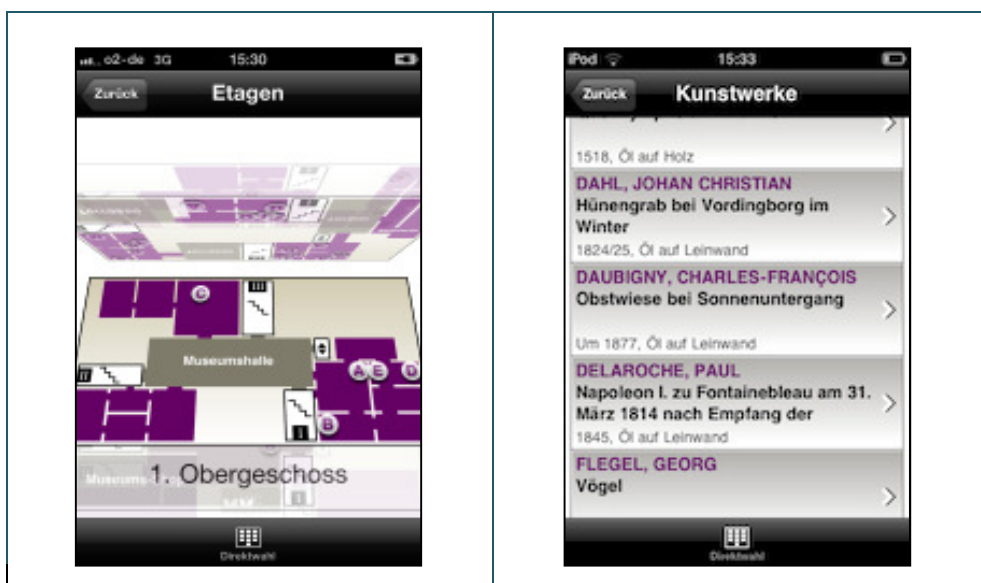 o2-de 3G 15:30
Zurück Etagen
C
Museumshalle
A E D
B
1. Obergeschoss
Direktwahl
iPod 15:33
Zurück Kunstwerke
1518, Öl auf Holz
DAHL, JOHAN CHRISTIAN
Hünengrab bei Vordingborg im
Winter
1824/25, Öl auf Leinwand
DAUBIGNY, CHARLES-FRANÇOIS
Obstwiese bei Sonnenuntergang
Um 1877, Öl auf Leinwand
DELAROCHE, PAUL
Napoleon I. zu Fontainebleau am 31.
März 1814 nach Empfang der
1845, Öl auf Leinwand
FLEGEL, GEORG
Vögel
Direktwahl